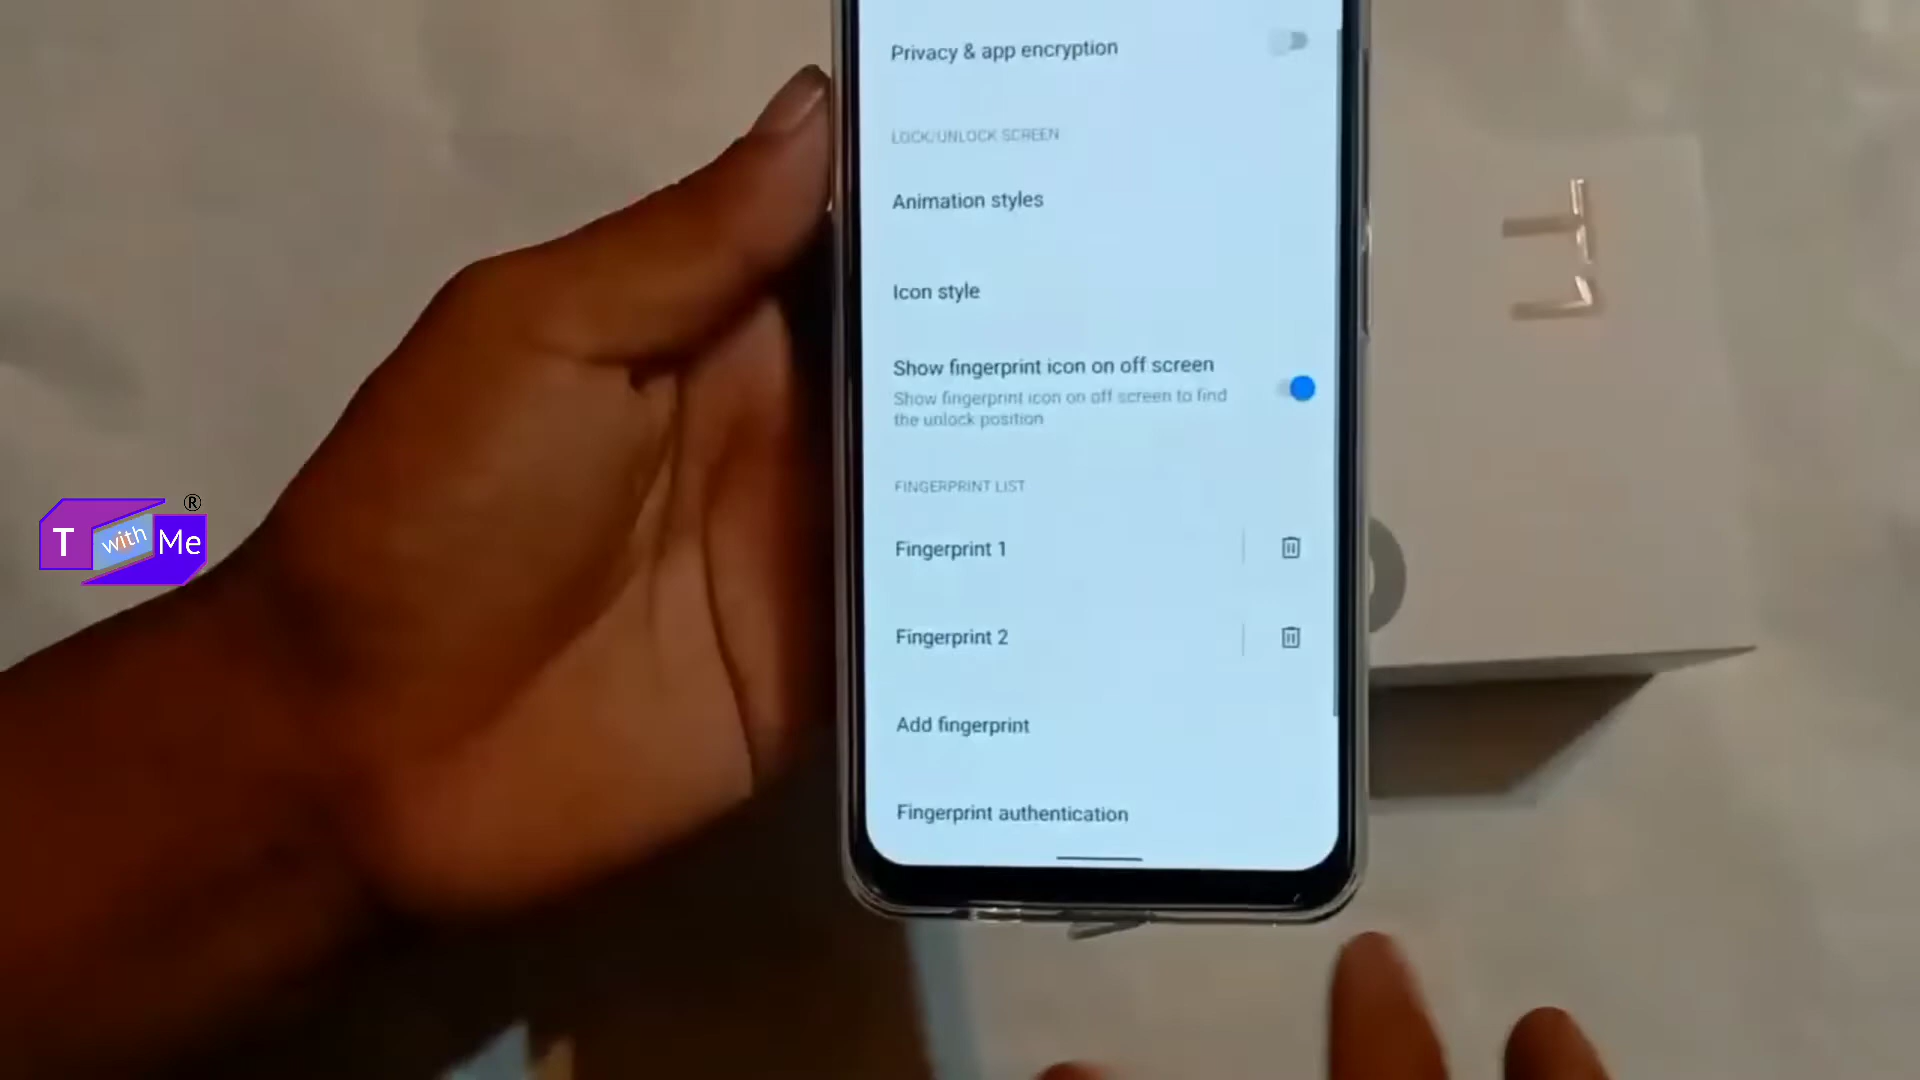 Privacy & app encryption
LOCK/UNLOCK SCREEN
Animation styles
Icon style
Show fingerprint icon on off screen
Show fingerprint icon on off screen to find
the unlock position
FINGERPRINT LIST
Fingerprint 1
Fingerprint 2
Add fingerprint
Fingerprint authentication
T with Me ®